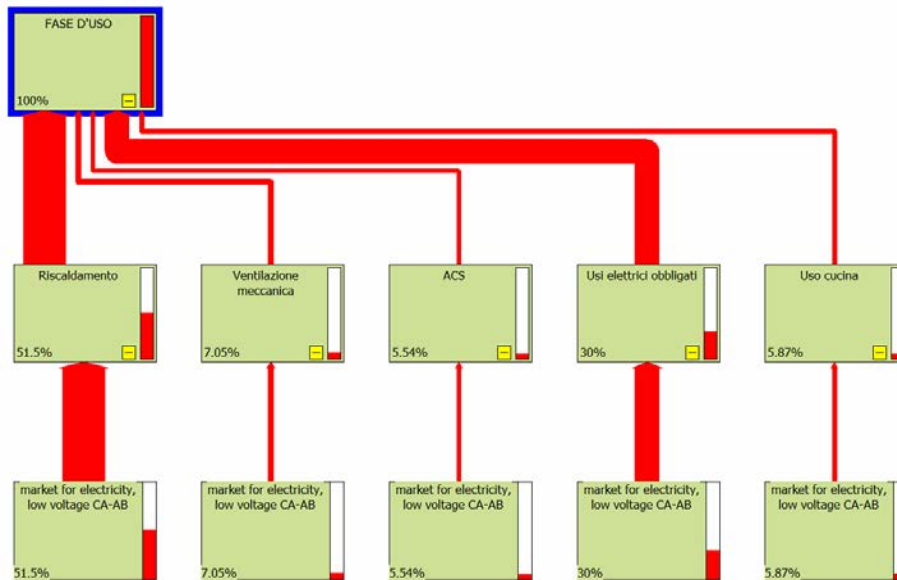 FASE D'USO
100%
Riscaldamento
51.5%
Ventilazione
meccanica
7.05%
ACS
5.54%
Usi elettrici obbligati
30%
Uso cucina
5.87%
market for electricity,
low voltage CA-AB
51.5%
market for electricity,
low voltage CA-AB
7.05%
market for electricity,
low voltage CA-AB
5.54%
market for electricity,
low voltage CA-AB
30%
market for electricity,
low voltage CA-AB
5.87%